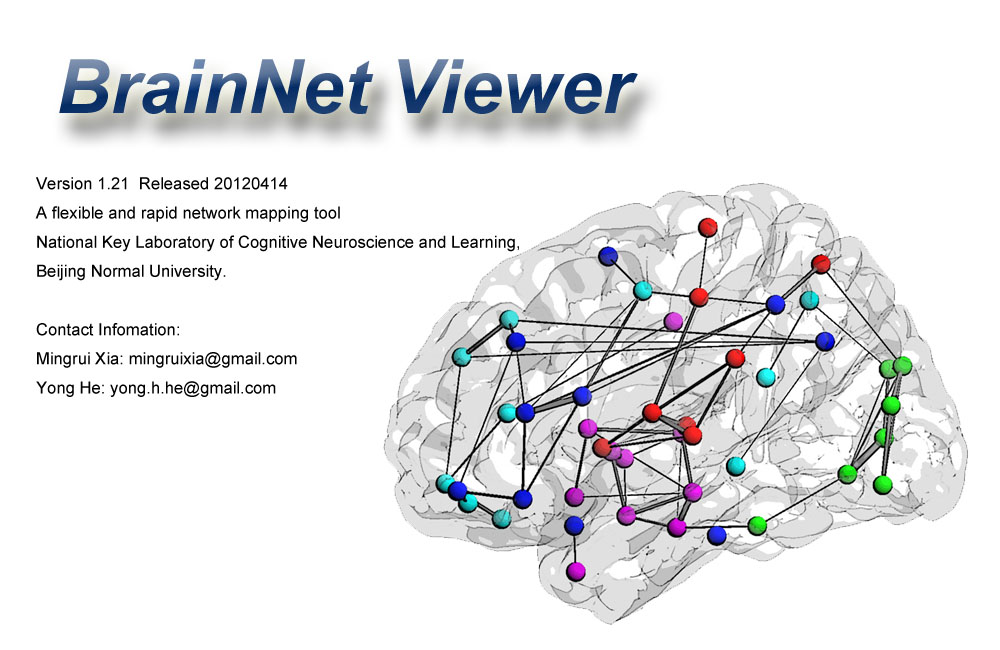 BrainNet Viewer
Version 1.21  Released 20120414
A flexible and rapid network mapping tool
National Key Laboratory of Cognitive Neuroscience and Learning,
Beijing Normal University.
Contact Infomation:
Mingrui Xia: mingruixia@gmail.com
Yong He: yong.h.he@gmail.com